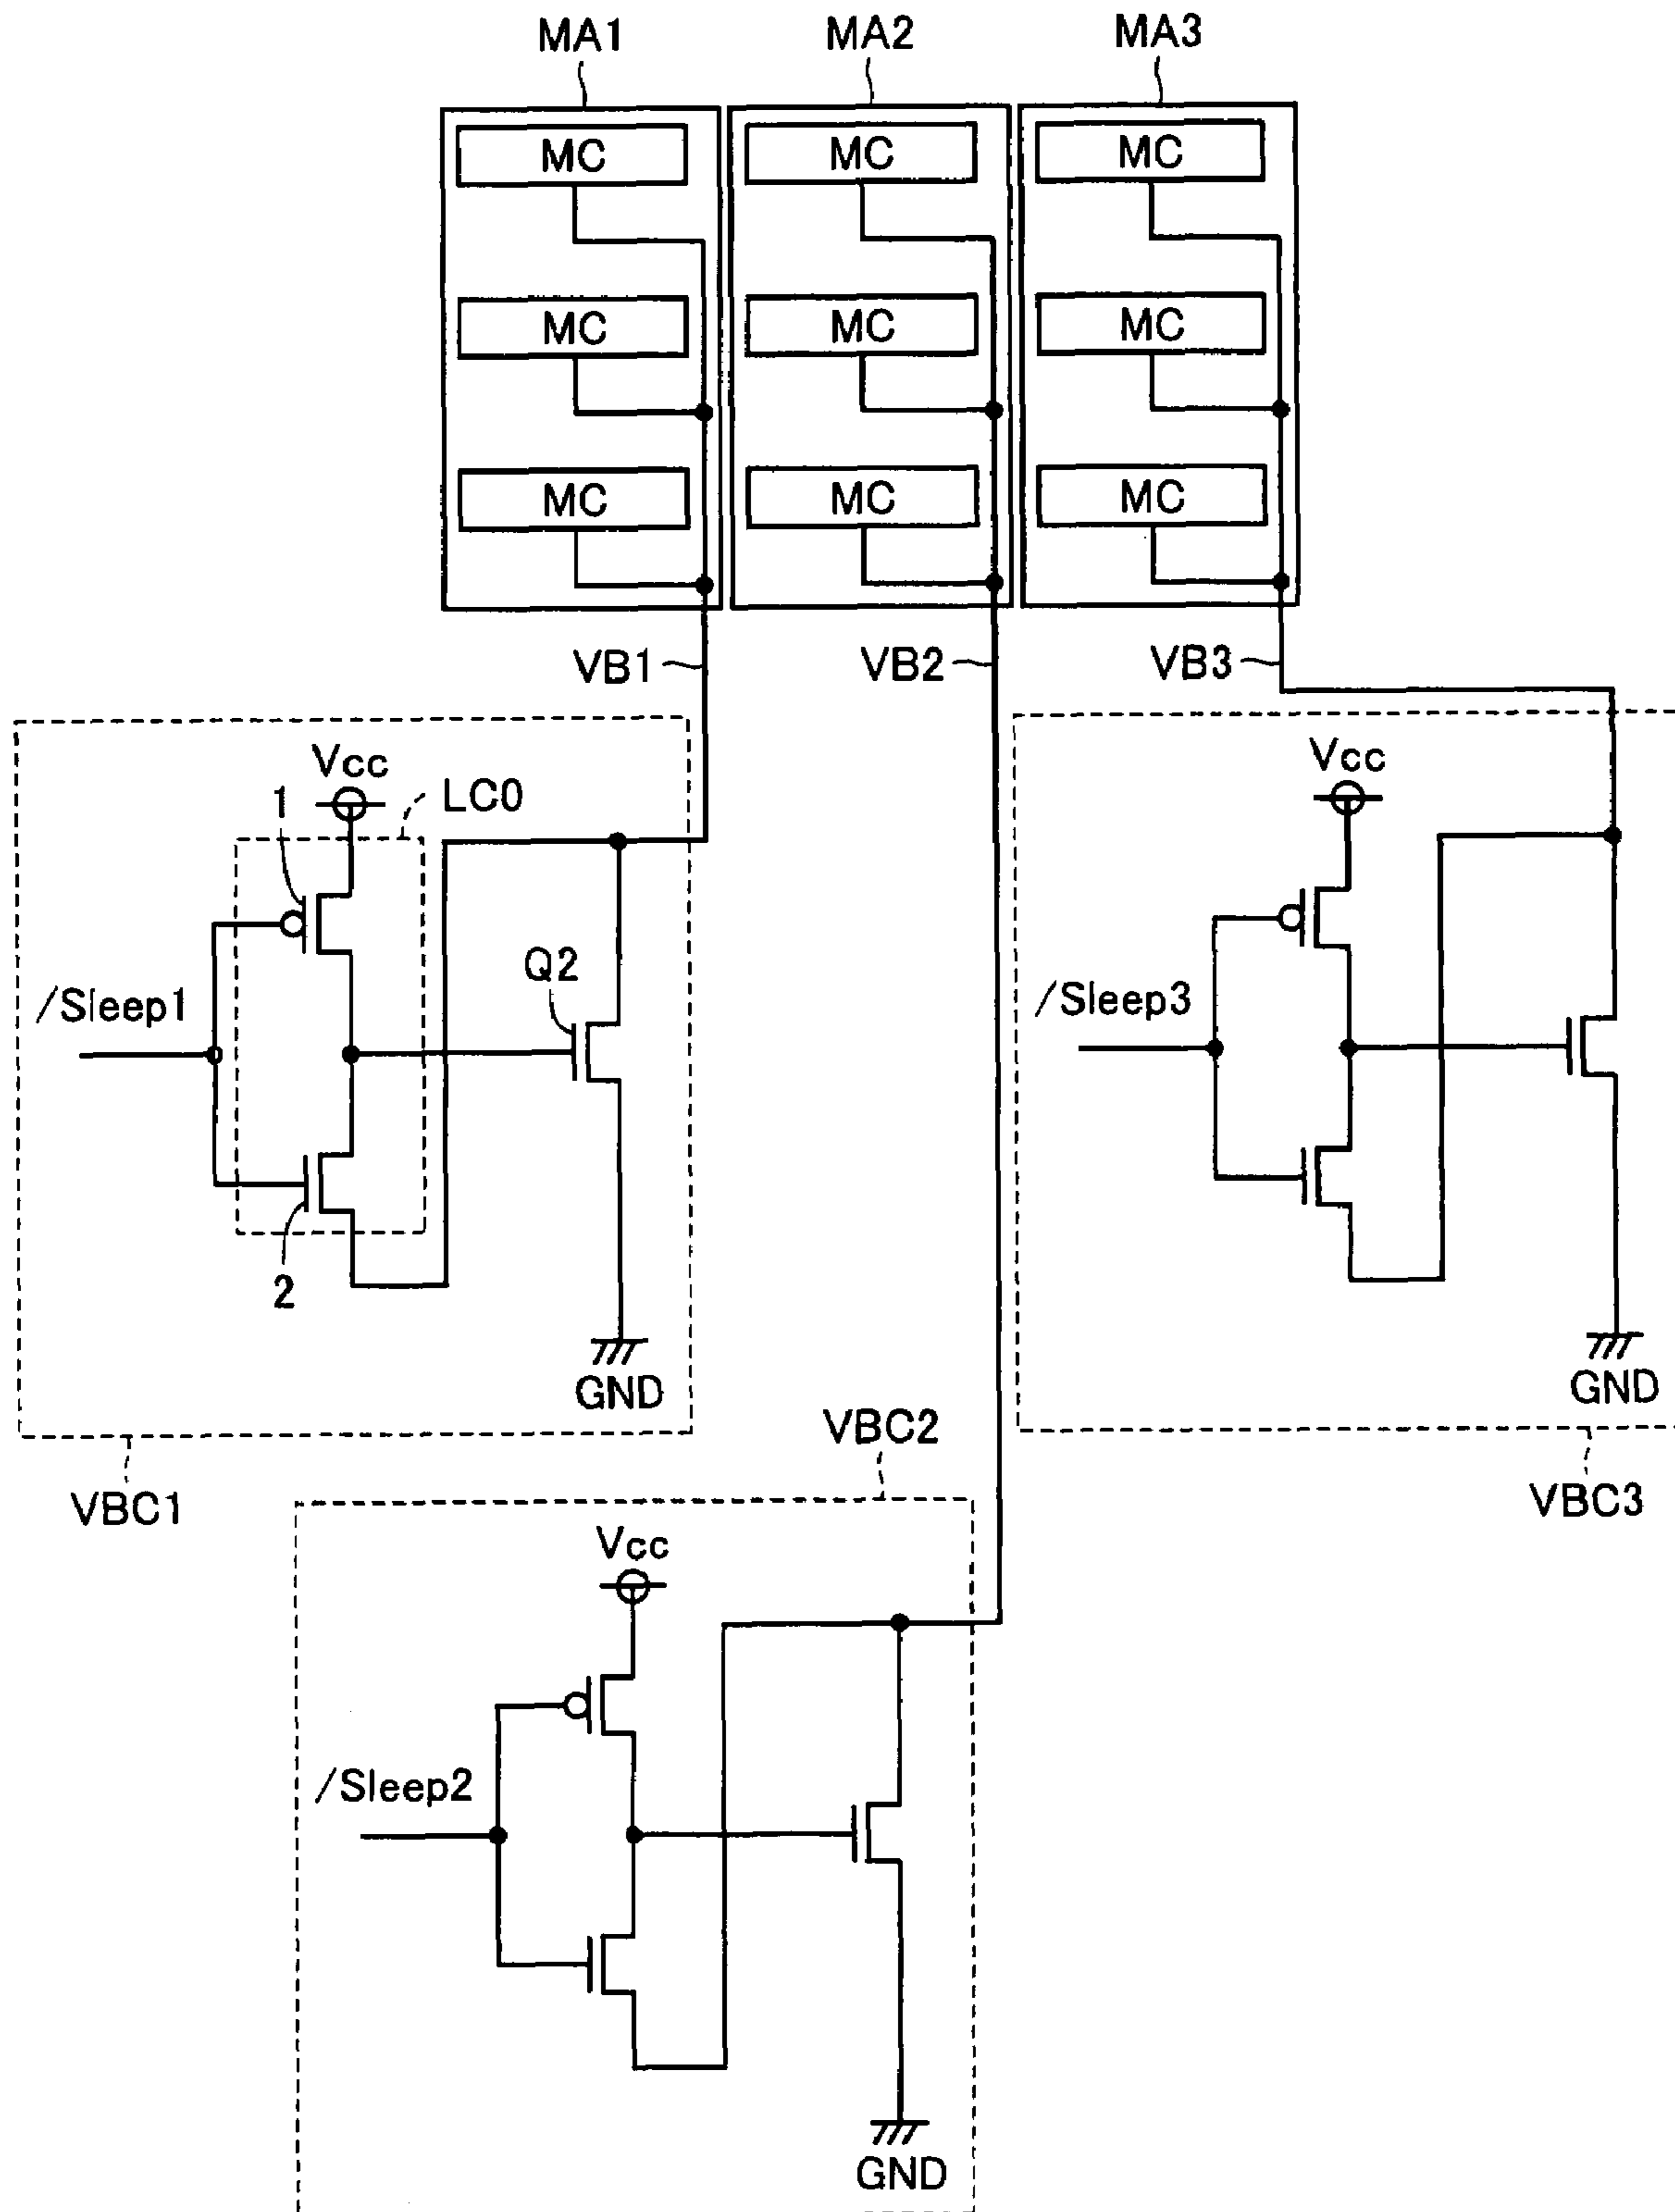 MA1 MA2 MA3
MC MC MC
MC MC MC
MC MC MC
VB1 VB2 VB3
Vcc
1
LC0
Q2
/Sleep1
2
GND
VBC1
Vcc
/Sleep3
GND
VBC3
VBC2
Vcc
/Sleep2
GND